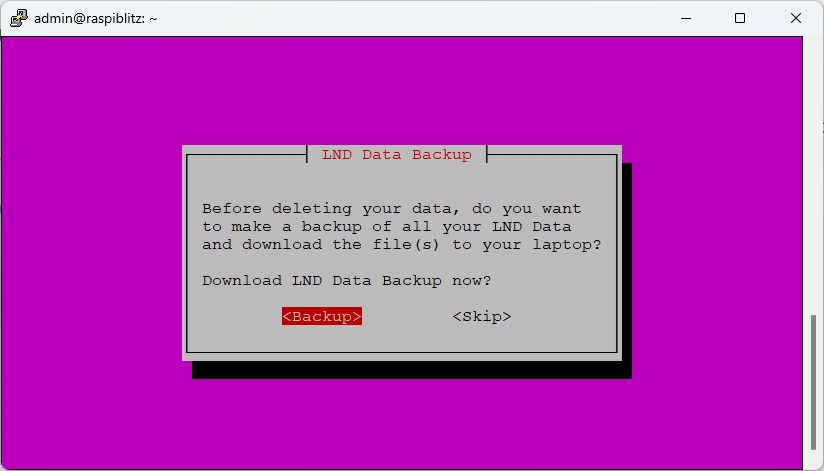 admin@raspiblitz: ~
LND Data Backup
Before deleting your data, do you want
to make a backup of all your LND Data
and download the file(s) to your laptop?
Download LND Data Backup now?
<Backup> <Skip>